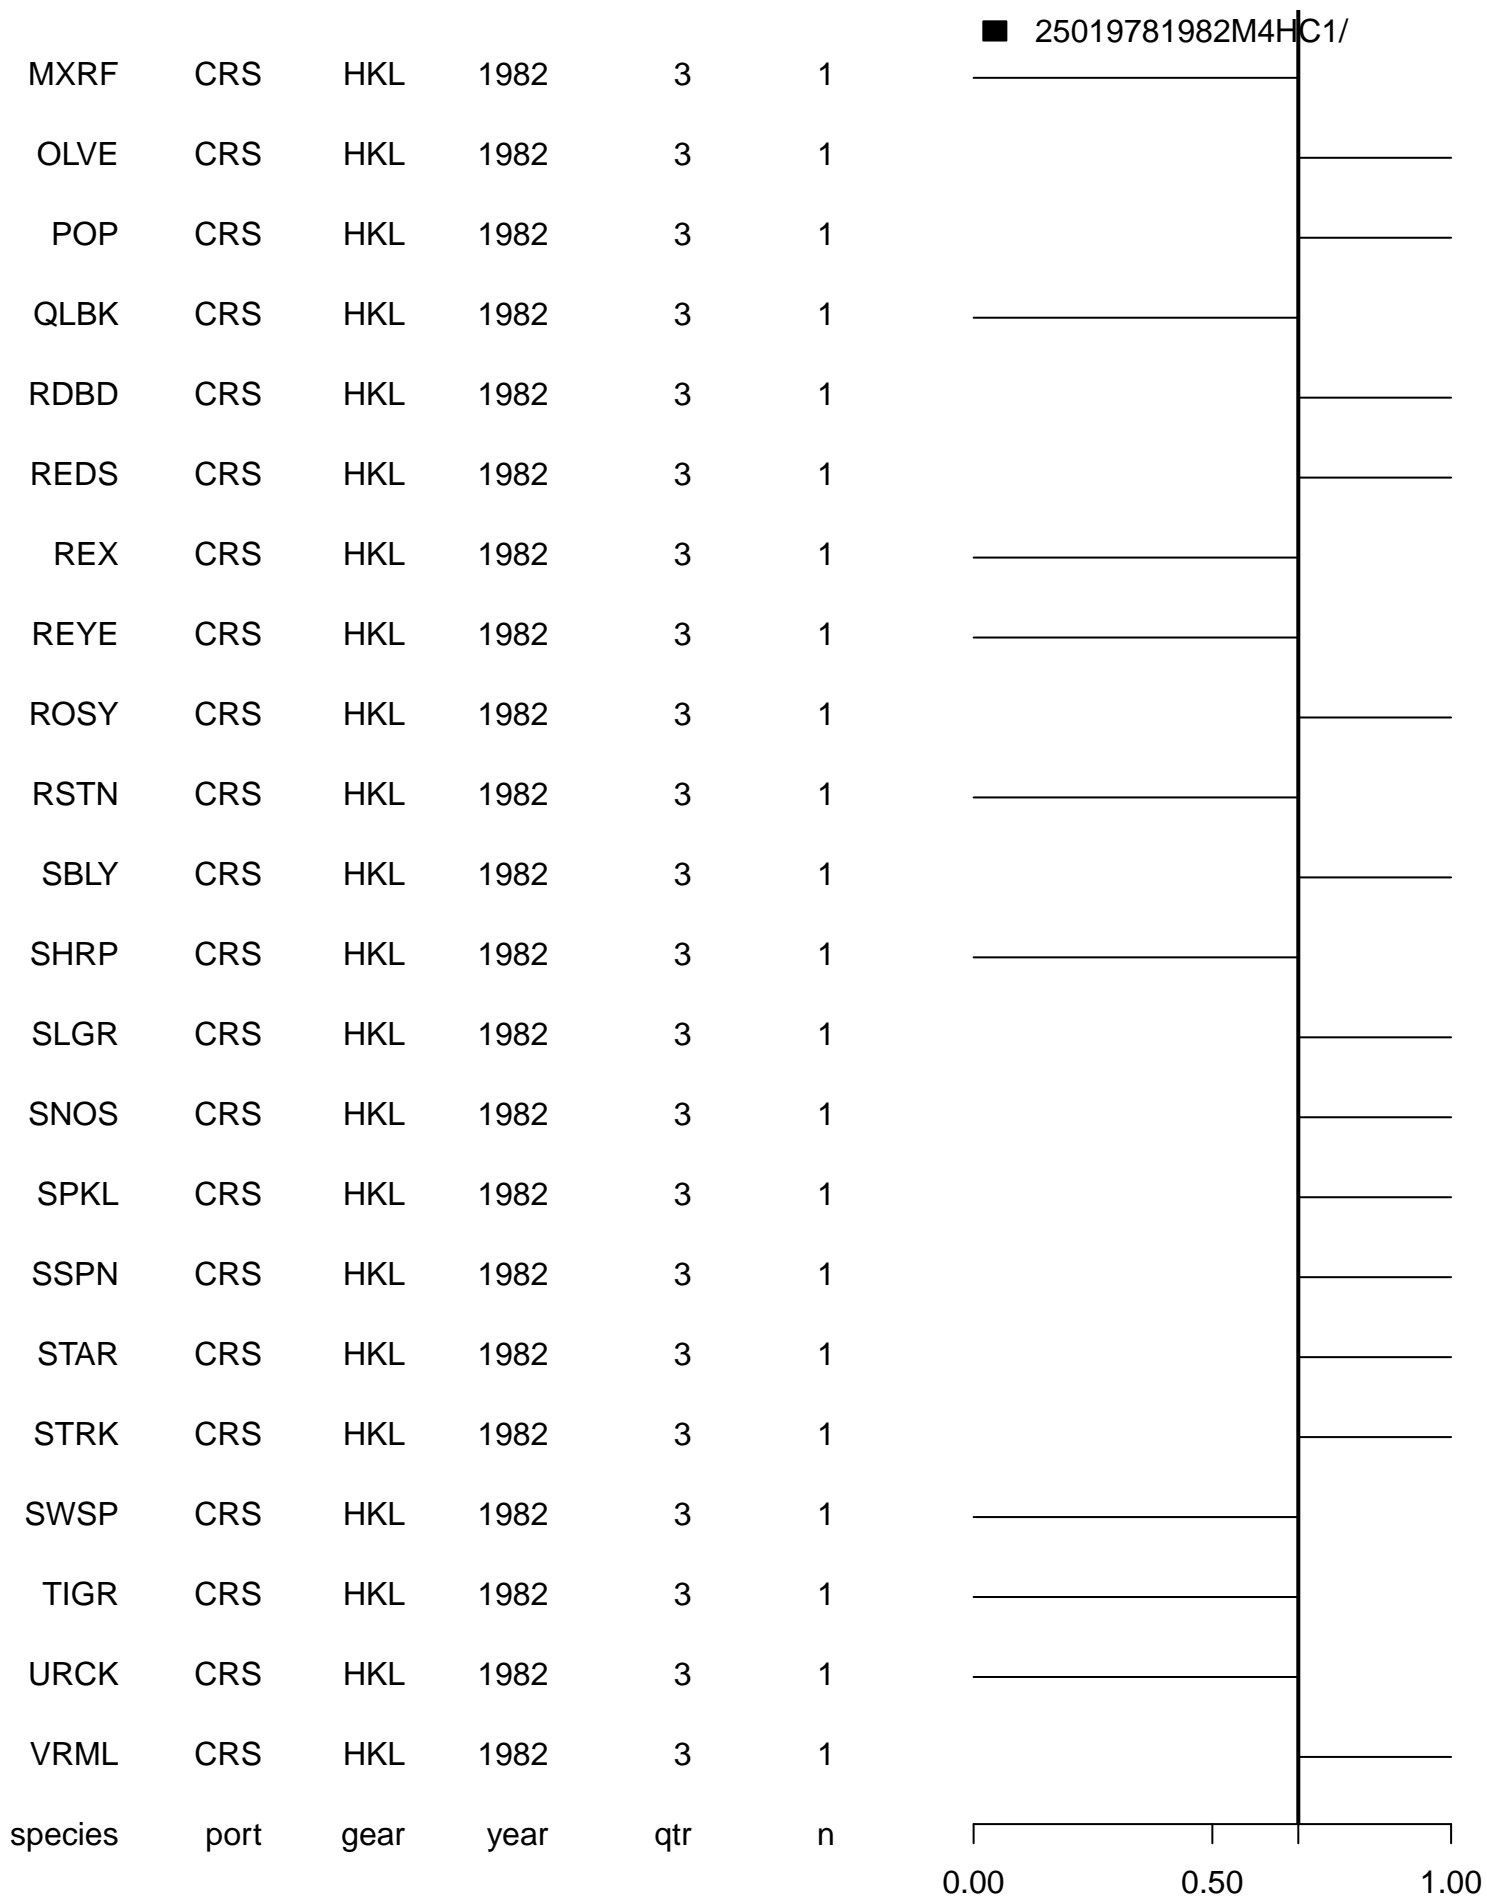 25019781982M4HC1/
MXRF CRS HKL 1982 3 1
OLVE CRS HKL 1982 3 1
POP CRS HKL 1982 3 1
QLBK CRS HKL 1982 3 1
RDBD CRS HKL 1982 3 1
REDS CRS HKL 1982 3 1
REX CRS HKL 1982 3 1
REYE CRS HKL 1982 3 1
ROSY CRS HKL 1982 3 1
RSTN CRS HKL 1982 3 1
SBLY CRS HKL 1982 3 1
SHRP CRS HKL 1982 3 1
SLGR CRS HKL 1982 3 1
SNOS CRS HKL 1982 3 1
SPKL CRS HKL 1982 3 1
SSPN CRS HKL 1982 3 1
STAR CRS HKL 1982 3 1
STRK CRS HKL 1982 3 1
SWSP CRS HKL 1982 3 1
TIGR CRS HKL 1982 3 1
URCK CRS HKL 1982 3 1
VRML CRS HKL 1982 3 1
species port gear year qtr n
0.00 0.50 1.00